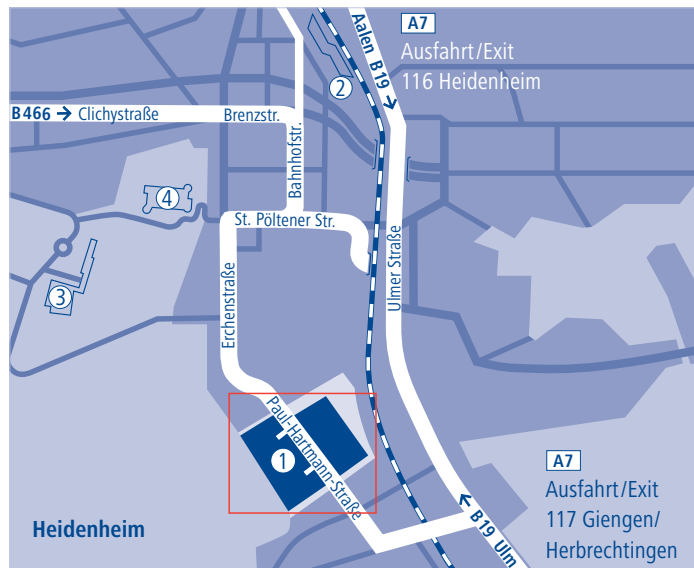 A7
Ausfahrt/Exit
116 Heidenheim
Aalen B19 →
2
B466 → Clichystraße
Brenzstr.
Bahnhofstr.
4
St. Pöltener Str.
3
Erchenstraße
Ulmer Straße
Paul-Hartmann-Straße
1
A7
Ausfahrt/Exit
117 Giengen/
Herbrechtingen
← B19 Ulm
Heidenheim